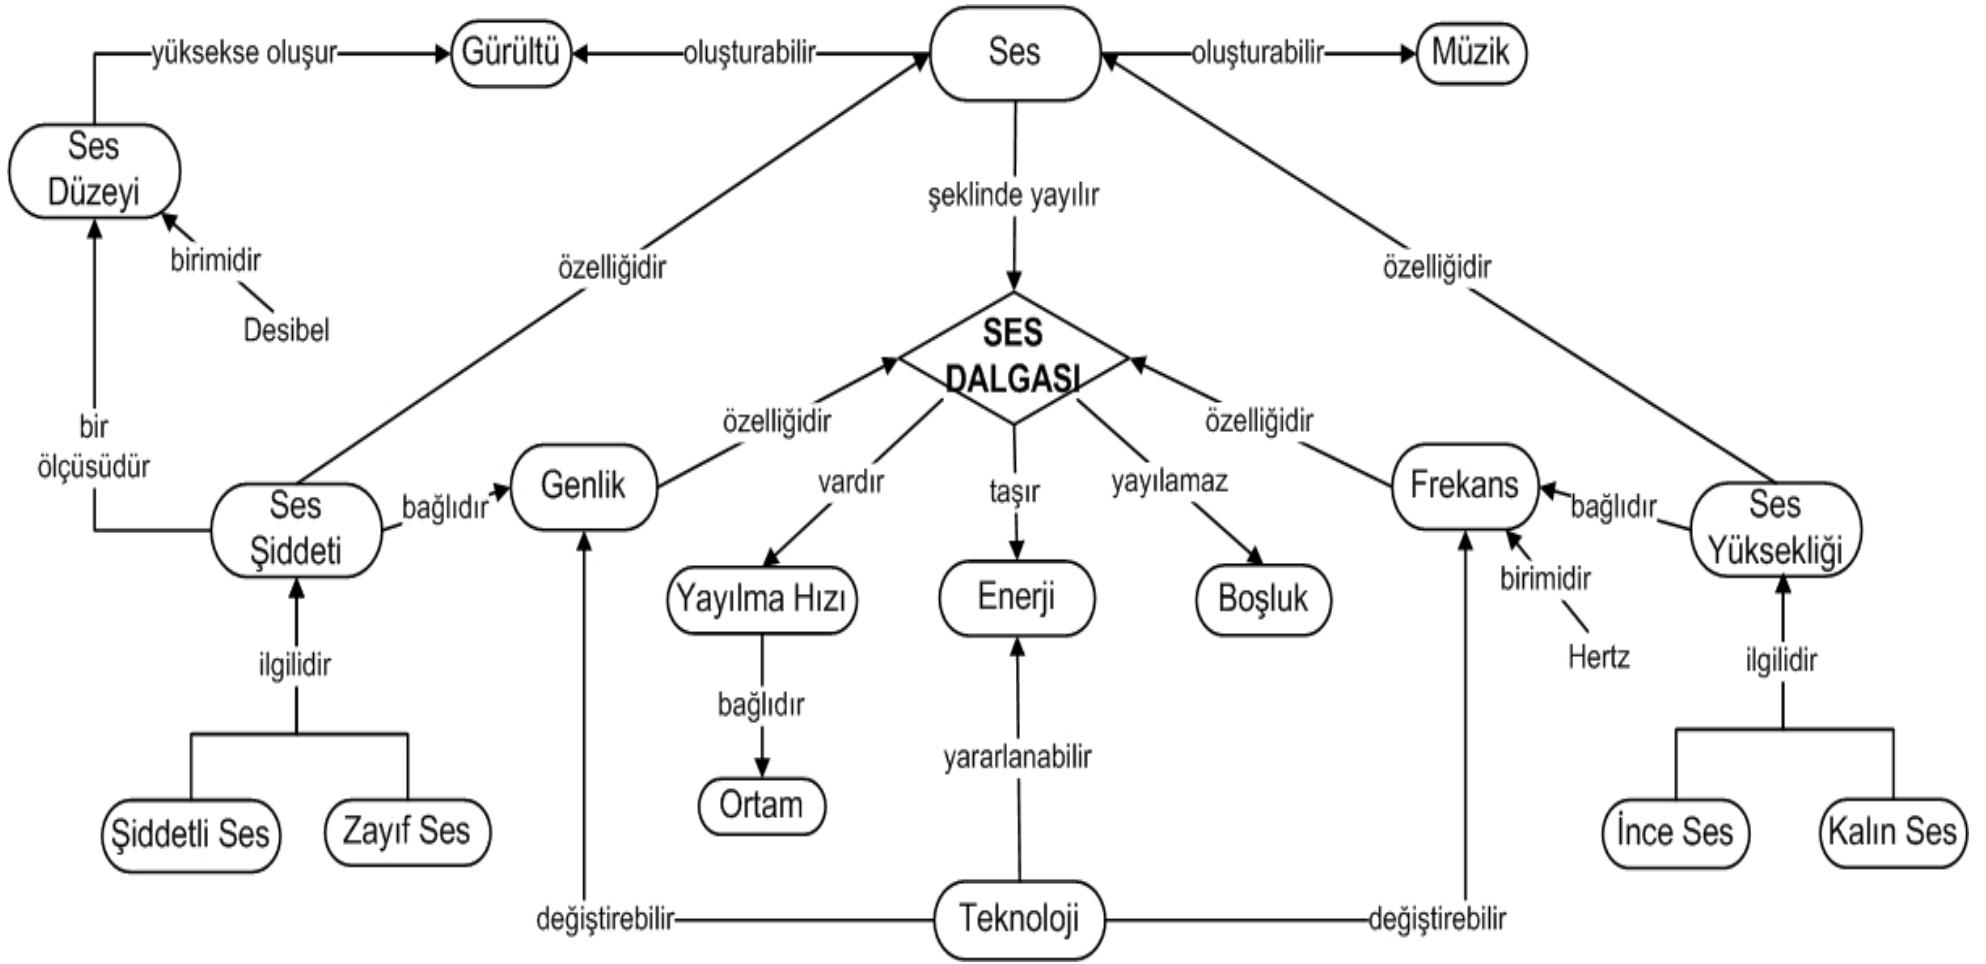 yüksekse oluşur
Gürültü
oluşturabilir
Ses
oluşturabilir
Müzik
Ses
Düzeyi
şeklinde yayılır
birimidir
özelliğidir
özelliğidir
Desibel
SES
DALGASI
bir
ölçüsüdür
özelliğidir
özelliğidir
Genlik
vardır
taşır
yayılamaz
Frekans
Ses
Şiddeti
bağlıdır
bağlıdır
Ses
Yüksekliği
Yayılma Hızı
Enerji
Boşluk
birimidir
Hertz
ilgilidir
ilgilidir
bağlıdır
yararlanabilir
Ortam
Şiddetli Ses
Zayıf Ses
İnce Ses
Kalın Ses
değiştirebilir
Teknoloji
değiştirebilir